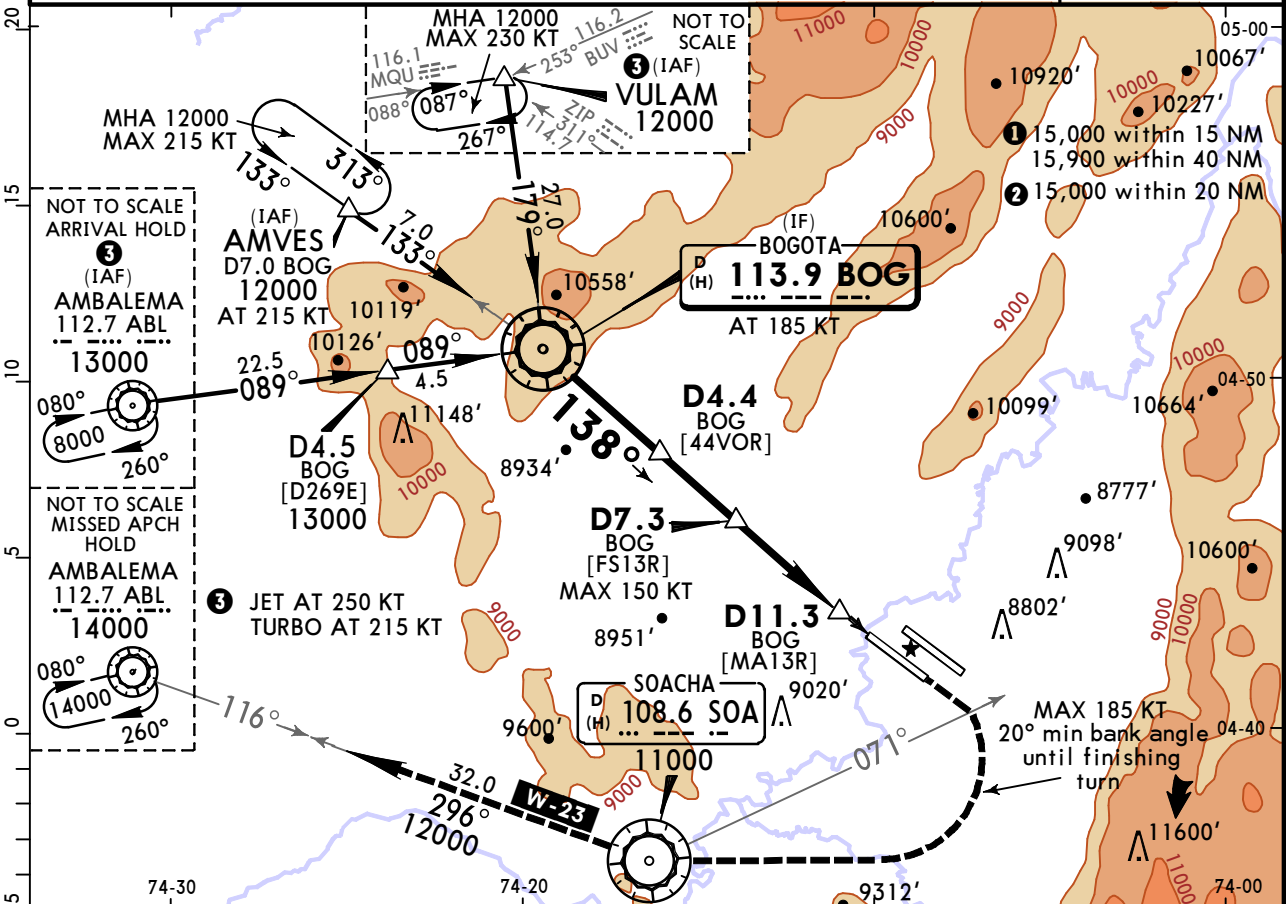 20
MHA 12000
MAX 230 KT
NOT TO
SCALE
116.1
MQU
088°
087°
267°
253°
116.2
BUV
3 (IAF)
VULAM
12000
ZIP
311°
114.7
11000
10000
9000
10920'
10000
10067'
10227'
05-00
1 15,000 within 15 NM
15,900 within 40 NM
2 15,000 within 20 NM
MHA 12000
MAX 215 KT
133°
313°
15
NOT TO SCALE
ARRIVAL HOLD
3
(IAF)
AMBALEMA
112.7 ABL
13000
080°
8000
260°
(IAF)
AMVES
D7.0 BOG
12000
AT 215 KT
7.0
133°
27.0
179°
10600'
(IF)
BOGOTA
D
(H)
113.9 BOG
AT 185 KT
10558'
10119'
10126'
9000
10000
10
22.5
089°
089°
4.5
04-50
10664'
10099'
D4.4
BOG
[44VOR]
138°
11148'
8934'
10000
D4.5
BOG
[D269E]
13000
8777'
NOT TO SCALE
MISSED APCH
HOLD
AMBALEMA
112.7 ABL
14000
080°
14000
260°
D7.3
BOG
[FS13R]
MAX 150 KT
9098'
10600'
5
3 JET AT 250 KT
TURBO AT 215 KT
9000
8951'
D11.3
BOG
[MA13R]
8802'
9000
10000
SOACHA
D
(H)
108.6 SOA
11000
9020'
116°
0
9600'
9000
071°
MAX 185 KT
20° min bank angle
until finishing
turn
04-40
32.0
296°
12000
W-23
11600'
11000
5
74-30
74-20
9312'
74-00